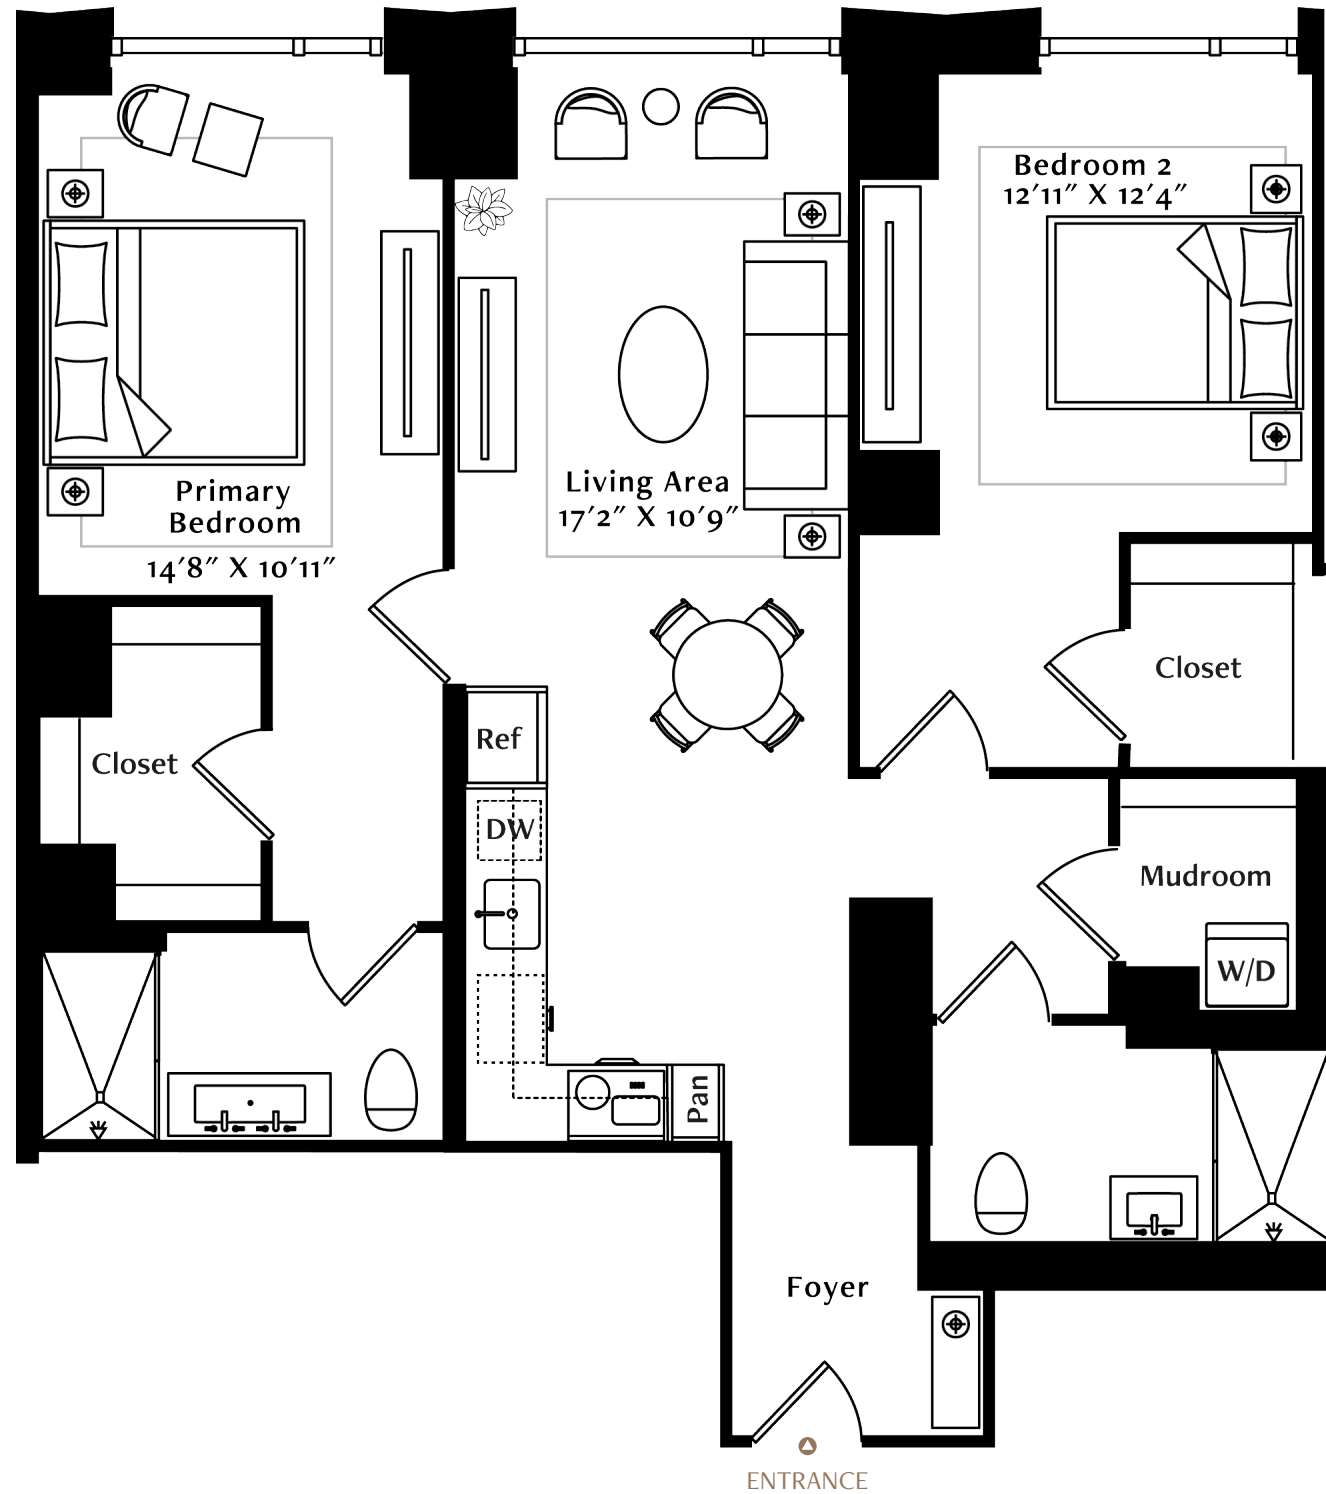 Bedroom 2
12'11" X 12'4"
Living Area
17'2" X 10'9"
Primary
Bedroom
14'8" X 10'11"
Closet
Ref
Closet
DW
Mudroom
W/D
Pan
Foyer
ENTRANCE